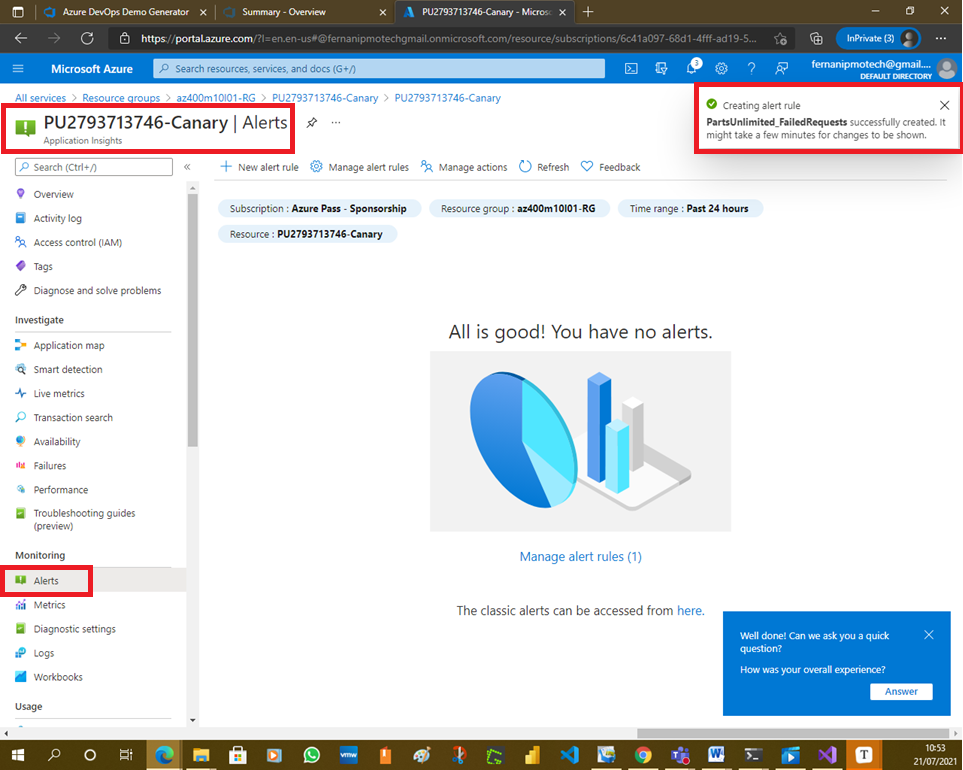 Azure DevOps Demo Generator
Summary - Overview
PU2793713746-Canary - Microso
https://portal.azure.com/?l=en.en-us#@fernanipmotechgmail.onmicrosoft.com/resource/subscriptions/6c41a097-68d1-4fff-ad19-5...
InPrivate (3)
Microsoft Azure
Search resources, services, and docs (G+/)
3
fernanipmotech@gmail....
DEFAULT DIRECTORY
All services > Resource groups > az400m10l01-RG > PU2793713746-Canary > PU2793713746-Canary
PU2793713746-Canary | Alerts
Application Insights
Creating alert rule
PartsUnlimited_FailedRequests successfully created. It
might take a few minutes for changes to be shown.
Search (Ctrl+/)
New alert rule
Manage alert rules
Manage actions
Refresh
Feedback
Subscription : Azure Pass - Sponsorship
Resource group : az400m10l01-RG
Time range : Past 24 hours
Resource : PU2793713746-Canary
Overview
Activity log
Access control (IAM)
Tags
Diagnose and solve problems
Investigate
Application map
Smart detection
Live metrics
Transaction search
Availability
Failures
Performance
Troubleshooting guides
(preview)
Monitoring
Alerts
Metrics
Diagnostic settings
Logs
Workbooks
Usage
All is good! You have no alerts.
Manage alert rules (1)
The classic alerts can be accessed from here.
Well done! Can we ask you a quick
question?
How was your overall experience?
Answer
vmw
T
10:53
21/07/2021